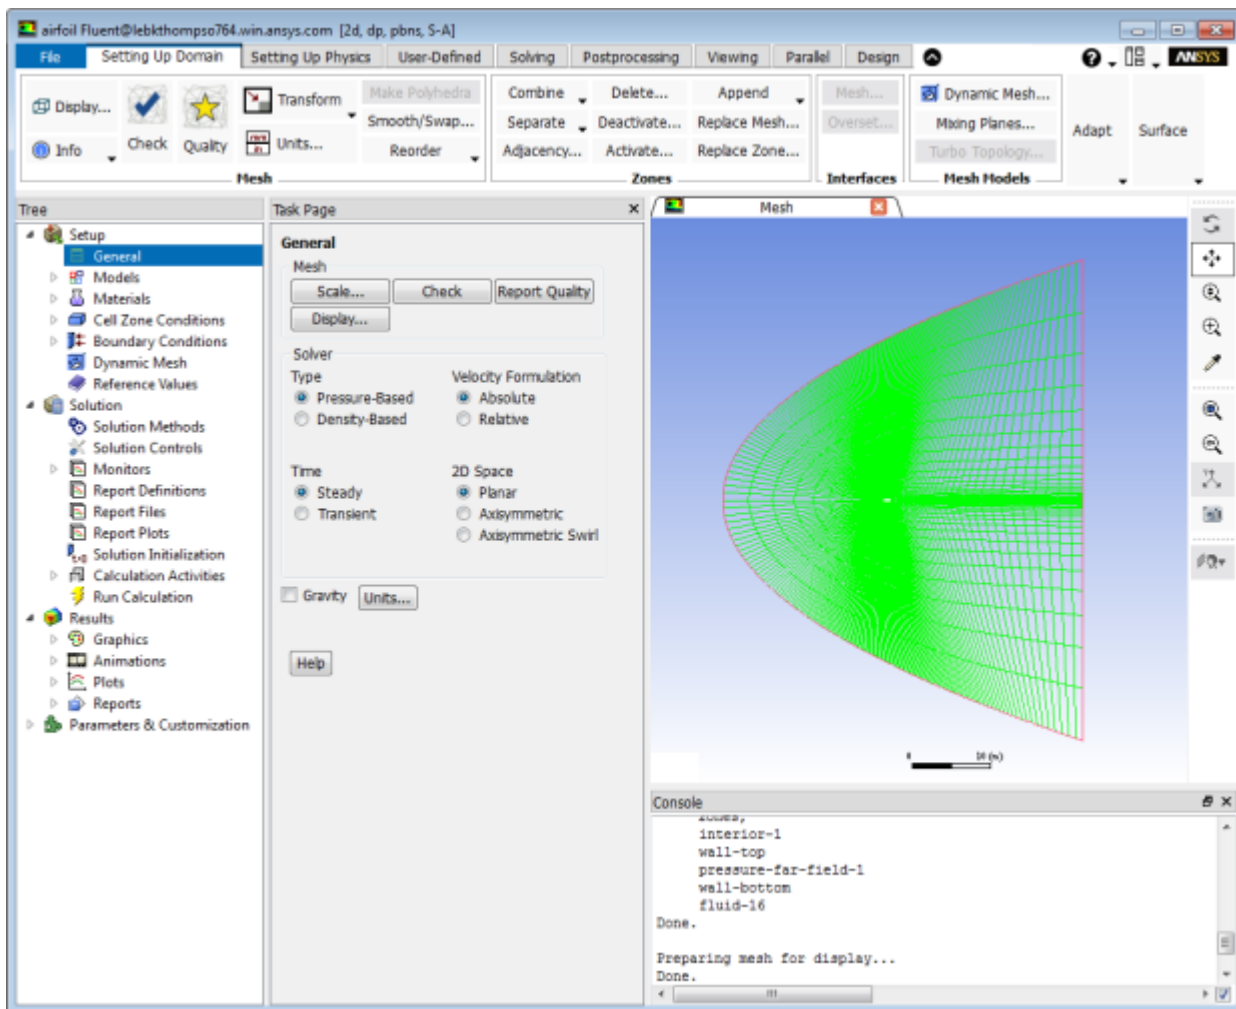 airfoil Fluent@lebkthompso764.win.ansys.com [2d, dp, pbns, S-A]
File Setting Up Domain Setting Up Physics User-Defined Solving Postprocessing Viewing Parallel Design ANSYS
Display... Check Quality Transform Make Polyhedra Combine Delete... Append Mesh... Dynamic Mesh... Adapt Surface
Smooth/Swap... Separate Deactivate... Replace Mesh... Overset... Mixing Planes...
Info Units... Reorder Adjacency... Activate... Replace Zone... Turbo Topology...
Mesh Zones Interfaces Mesh Models
Tree
Setup
General
Models
Materials
Cell Zone Conditions
Boundary Conditions
Dynamic Mesh
Reference Values
Solution
Solution Methods
Solution Controls
Monitors
Report Definitions
Report Files
Report Plots
Solution Initialization
Calculation Activities
Run Calculation
Results
Graphics
Animations
Plots
Reports
Parameters & Customization
Task Page
General
Mesh
Scale... Check Report Quality
Display...
Solver
Type Velocity Formulation
Pressure-Based Absolute
Density-Based Relative
Time 2D Space
Steady Planar
Transient Axisymmetric
Axisymmetric Swirl
Gravity Units...
Help
Mesh
Console
zones,
interior-1
wall-top
pressure-far-field-1
wall-bottom
fluid-16
Done.
Preparing mesh for display...
Done.